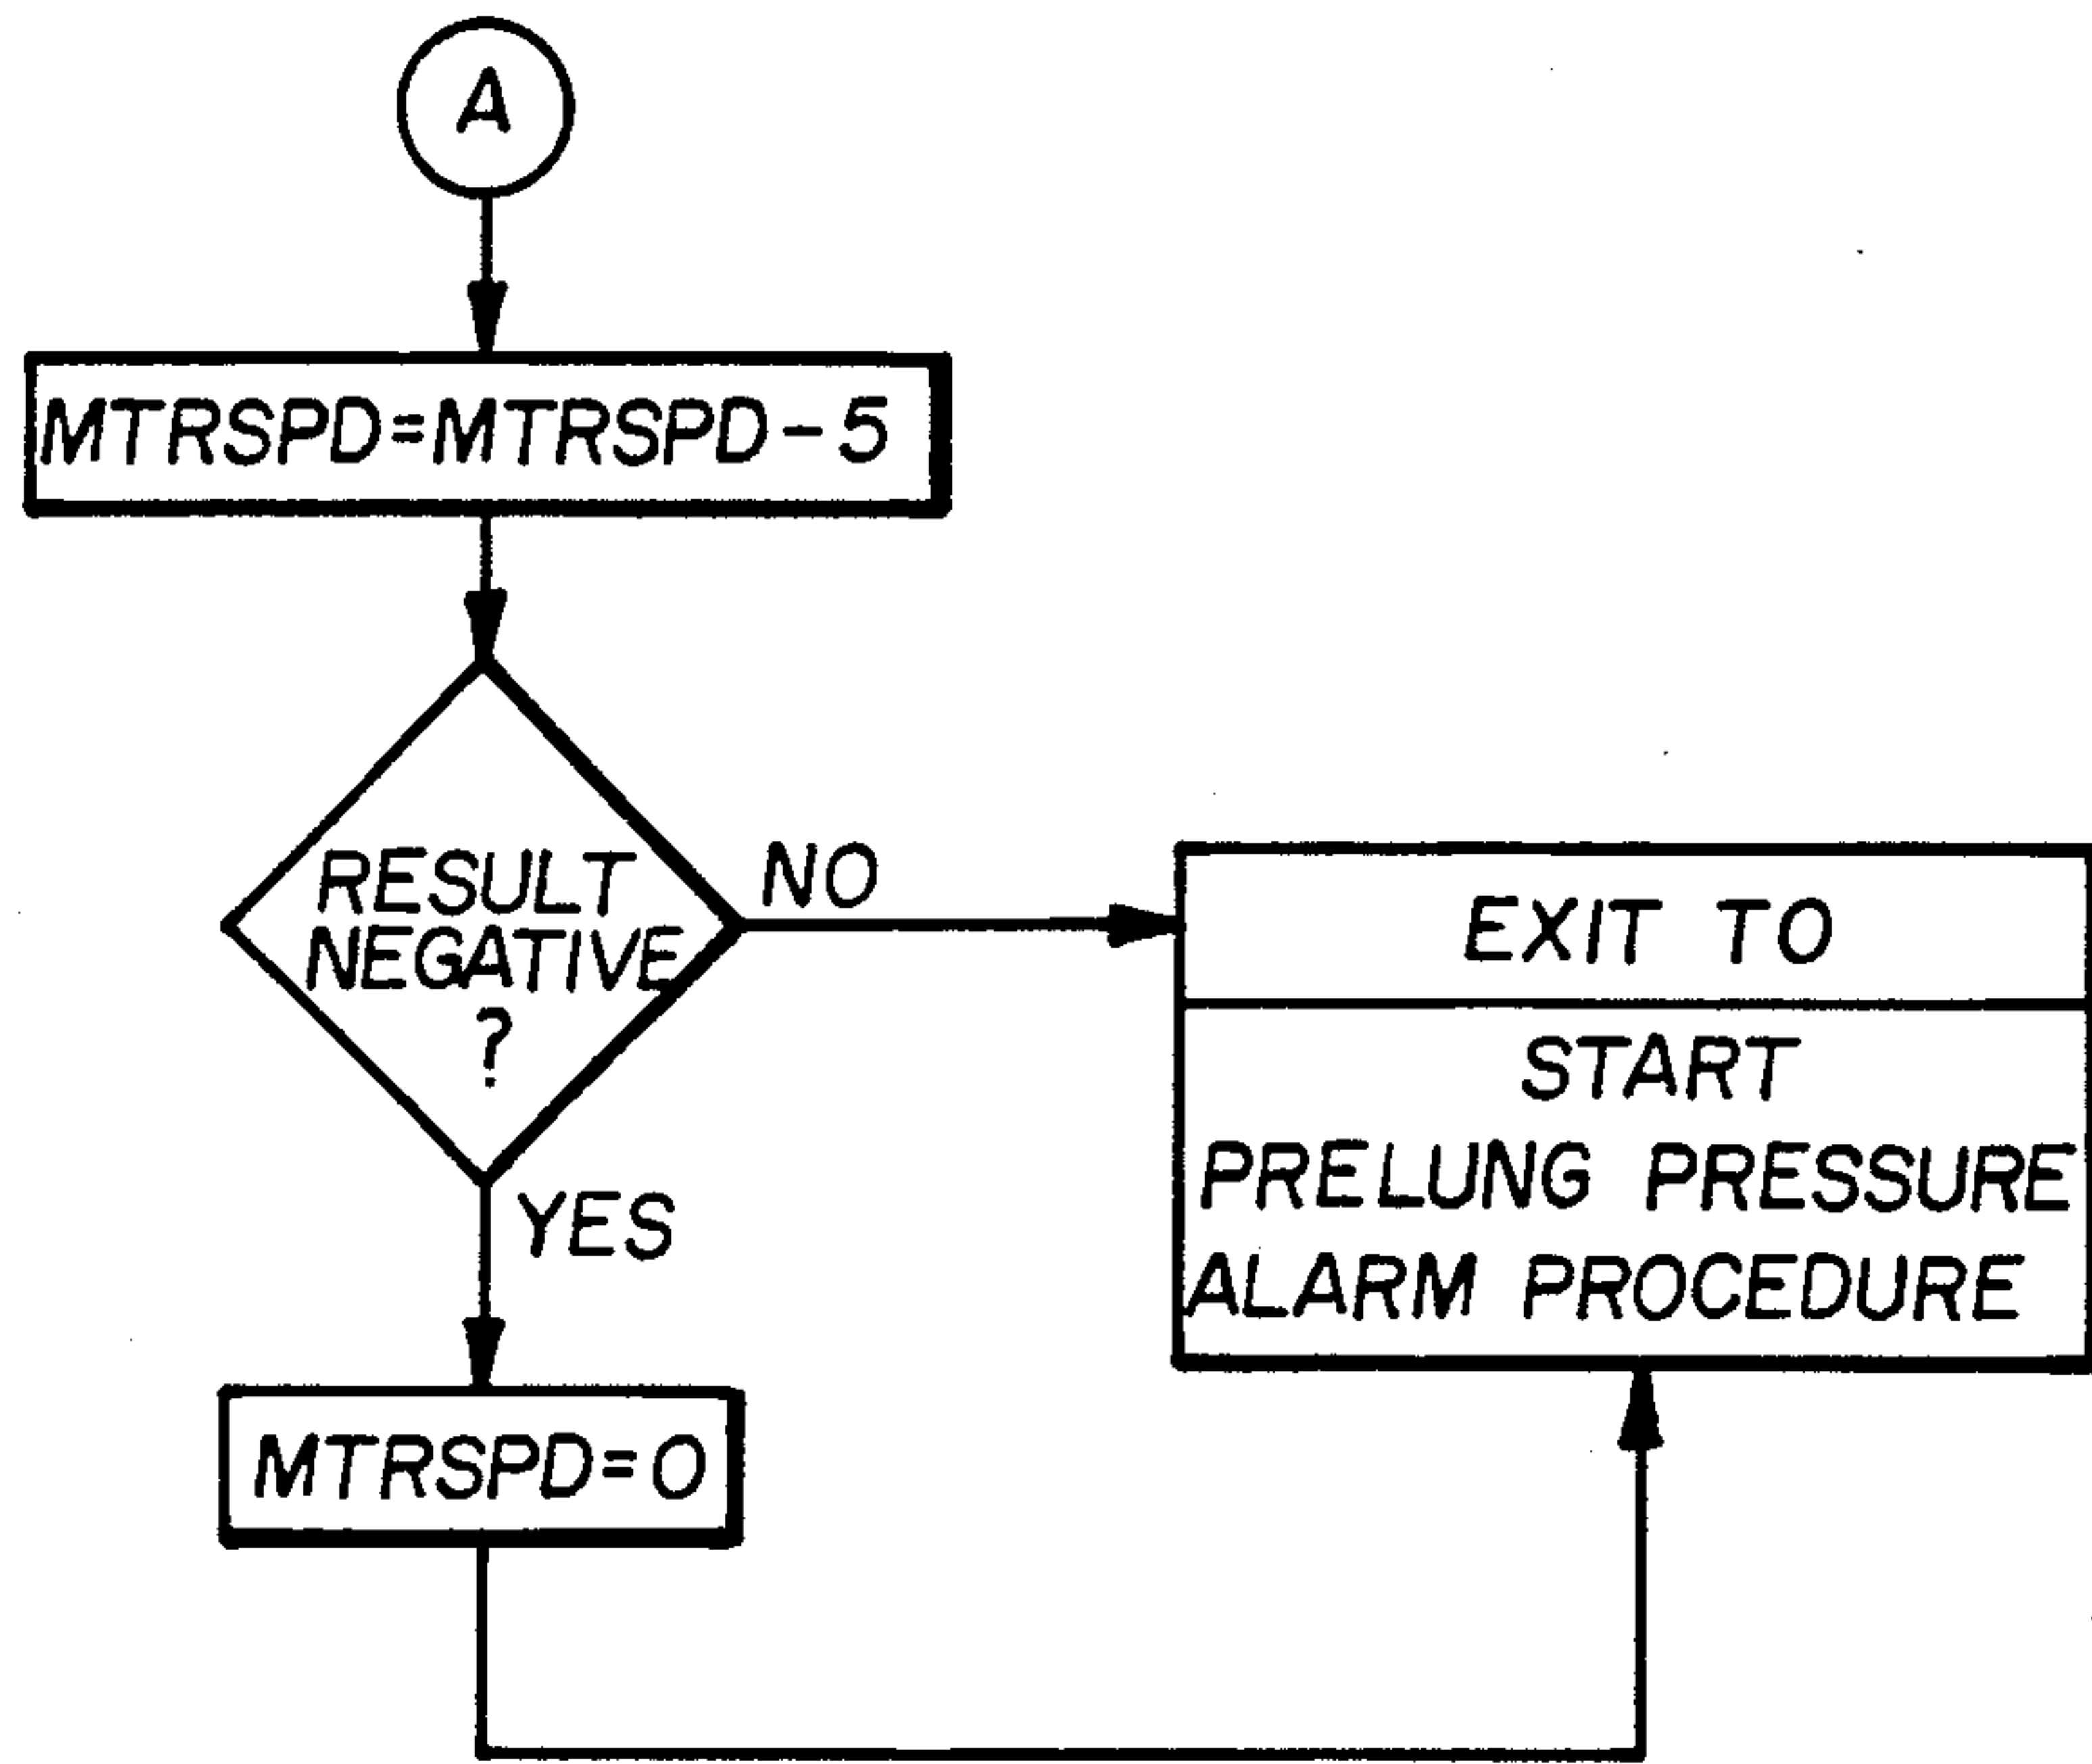 A
MTRSPD=MTRSPD-5
RESULT
NEGATIVE
?
NO
YES
MTRSPD=0
EXIT TO
START
PRELUNG PRESSURE
ALARM PROCEDURE